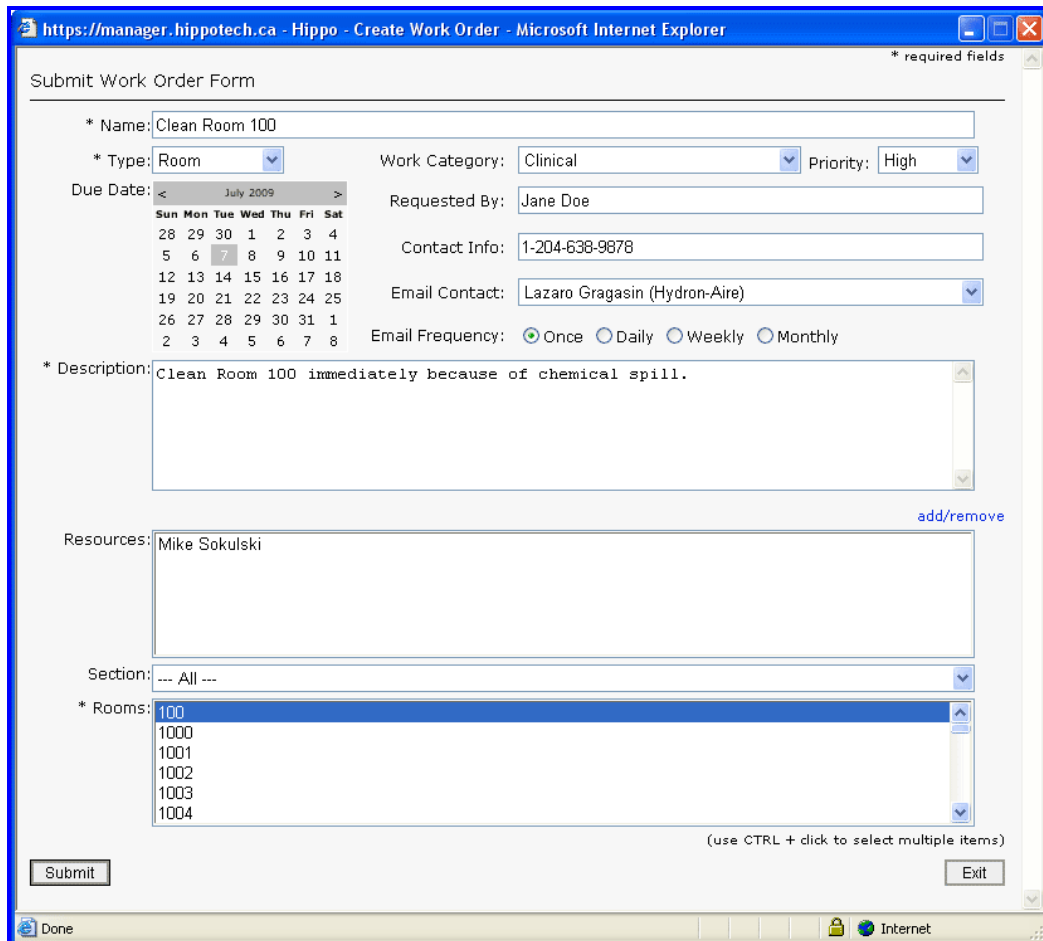 https://manager.hippotech.ca - Hippo - Create Work Order - Microsoft Internet Explorer
* required fields
Submit Work Order Form
* Name: Clean Room 100
* Type: Room Work Category: Clinical Priority: High
Due Date: < July 2009 >
Sun Mon Tue Wed Thu Fri Sat
28 29 30 1 2 3 4
5 6 7 8 9 10 11
12 13 14 15 16 17 18
19 20 21 22 23 24 25
26 27 28 29 30 31 1
2 3 4 5 6 7 8
Requested By: Jane Doe
Contact Info: 1-204-638-9878
Email Contact: Lazaro Gragasin (Hydron-Aire)
Email Frequency: Once Daily Weekly Monthly
* Description: Clean Room 100 immediately because of chemical spill.
add/remove
Resources: Mike Sokulski
Section: --- All ---
* Rooms: 100
1000
1001
1002
1003
1004
(use CTRL + click to select multiple items)
Submit Exit
Done Internet